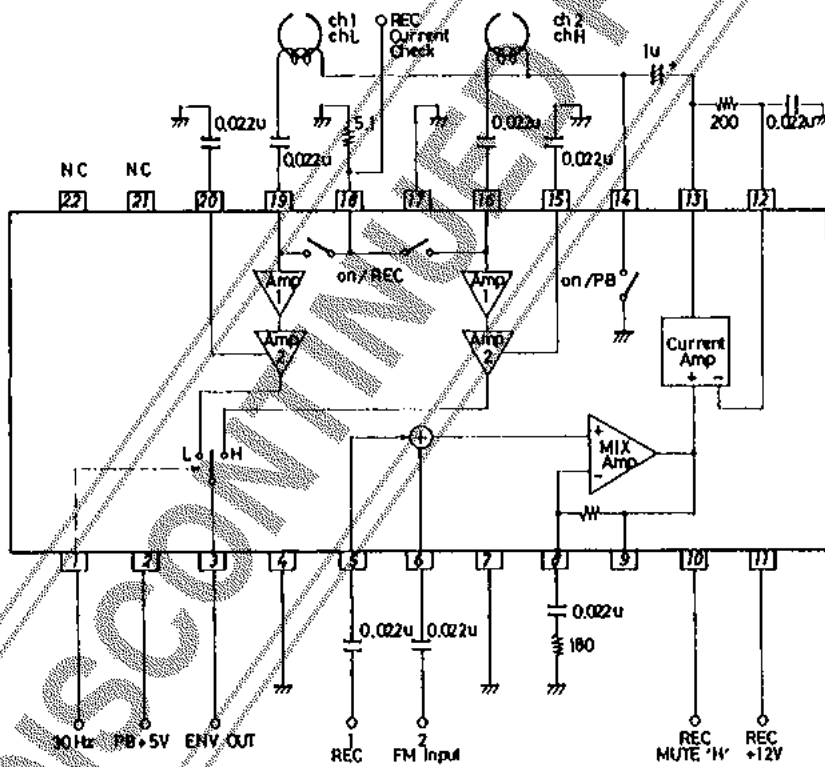 ch1
chL
REC
Current
Check
ch2
chH
1u
+
0.022u
0.022u
5.1
0.022u
0.022u
200
0.022u
NC
NC
22
21
20
19
18
17
16
15
14
13
12
on/REC
on/PB
Amp
1
Amp
1
Amp
2
Amp
2
Current
Amp
+ -
L
H
+
MIX
Amp
-
1
2
3
4
5
6
7
8
9
10
11
0.022u
0.022u
0.022u
180
30Hz
PB+5V
ENV OUT
1
REC
2
FM Input
REC
MUTE 'H'
REC
+12V
DISCONTINUED